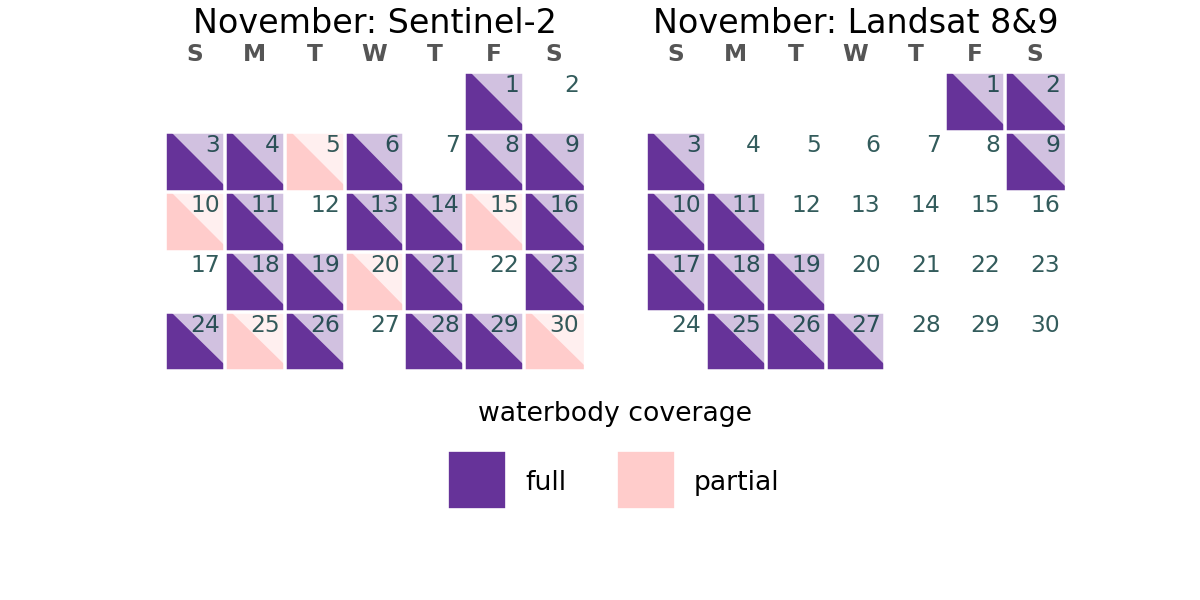 November: Sentinel-2
S M T W T F S
1 2
3 4 5 6 7 8 9
10 11 12 13 14 15 16
17 18 19 20 21 22 23
24 25 26 27 28 29 30
November: Landsat 8&9
S M T W T F S
1 2
3 4 5 6 7 8 9
10 11 12 13 14 15 16
17 18 19 20 21 22 23
24 25 26 27 28 29 30
waterbody coverage
full partial